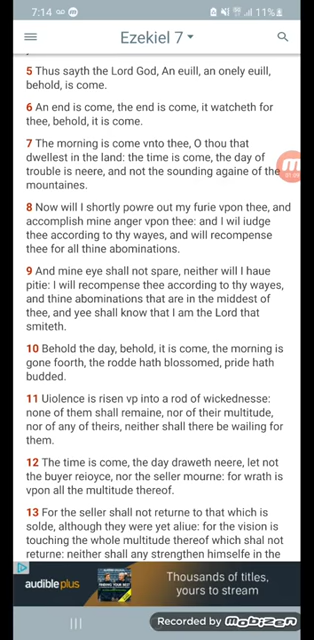 7:14
11%
Ezekiel 7
5 Thus sayth the Lord God, An euill, an onely euill,
behold, is come.
6 An end is come, the end is come, it watcheth for
thee, behold, it is come.
7 The morning is come vnto thee, O thou that
dwellest in the land: the time is come, the day of
trouble is neere, and not the sounding againe of the
mountaines.
8 Now will I shortly powre out my furie vpon thee, and
accomplish mine anger vpon thee: and I wil iudge
thee according to thy wayes, and will recompense
thee for all thine abominations.
9 And mine eye shall not spare, neither will I haue
pitie: I will recompense thee according to thy wayes,
and thine abominations that are in the middest of
thee, and yee shall know that I am the Lord that
smiteth.
10 Behold the day, behold, it is come, the morning is
gone foorth, the rodde hath blossomed, pride hath
budded.
11 Uiolence is risen vp into a rod of wickednesse:
none of them shall remaine, nor of their multitude,
nor of any of theirs, neither shall there be wailing for
them.
12 The time is come, the day draweth neere, let not
the buyer reioyce, nor the seller mourne: for wrath is
vpon all the multitude thereof.
13 For the seller shall not returne to that which is
solde, although they were yet aliue: for the vision is
touching the whole multitude thereof which shal not
returne: neither shall any strengthen himselfe in the
audible plus
Thousands of titles,
yours to stream
Recorded by mobizen